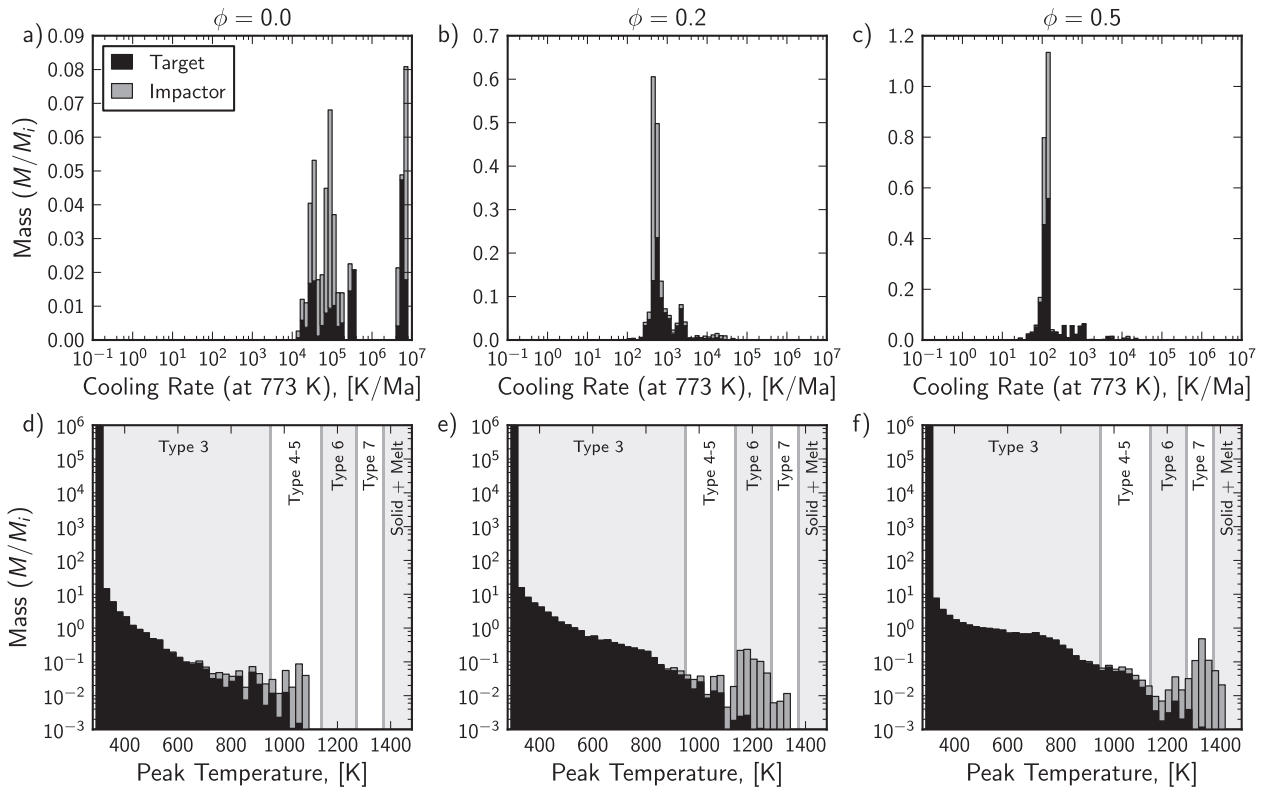 ϕ = 0.0
ϕ = 0.2
ϕ = 0.5
a)
b)
c)
Target
Impactor
Mass (M/Mᵢ)
0.09
0.08
0.07
0.06
0.05
0.04
0.03
0.02
0.01
0.00
0.7
0.6
0.5
0.4
0.3
0.2
0.1
0.0
1.2
1.0
0.8
0.6
0.4
0.2
0.0
10⁻¹ 10⁰ 10¹ 10² 10³ 10⁴ 10⁵ 10⁶ 10⁷
10⁻¹ 10⁰ 10¹ 10² 10³ 10⁴ 10⁵ 10⁶ 10⁷
10⁻¹ 10⁰ 10¹ 10² 10³ 10⁴ 10⁵ 10⁶ 10⁷
Cooling Rate (at 773 K), [K/Ma]
Cooling Rate (at 773 K), [K/Ma]
Cooling Rate (at 773 K), [K/Ma]
d)
e)
f)
Mass (M/Mᵢ)
10⁶
10⁵
10⁴
10³
10²
10¹
10⁰
10⁻¹
10⁻²
10⁻³
Type 3
Type 4-5
Type 6
Type 7
Solid + Melt
10⁶
10⁵
10⁴
10³
10²
10¹
10⁰
10⁻¹
10⁻²
10⁻³
Type 3
Type 4-5
Type 6
Type 7
Solid + Melt
10⁶
10⁵
10⁴
10³
10²
10¹
10⁰
10⁻¹
10⁻²
10⁻³
Type 3
Type 4-5
Type 6
Type 7
Solid + Melt
400 600 800 1000 1200 1400
400 600 800 1000 1200 1400
400 600 800 1000 1200 1400
Peak Temperature, [K]
Peak Temperature, [K]
Peak Temperature, [K]